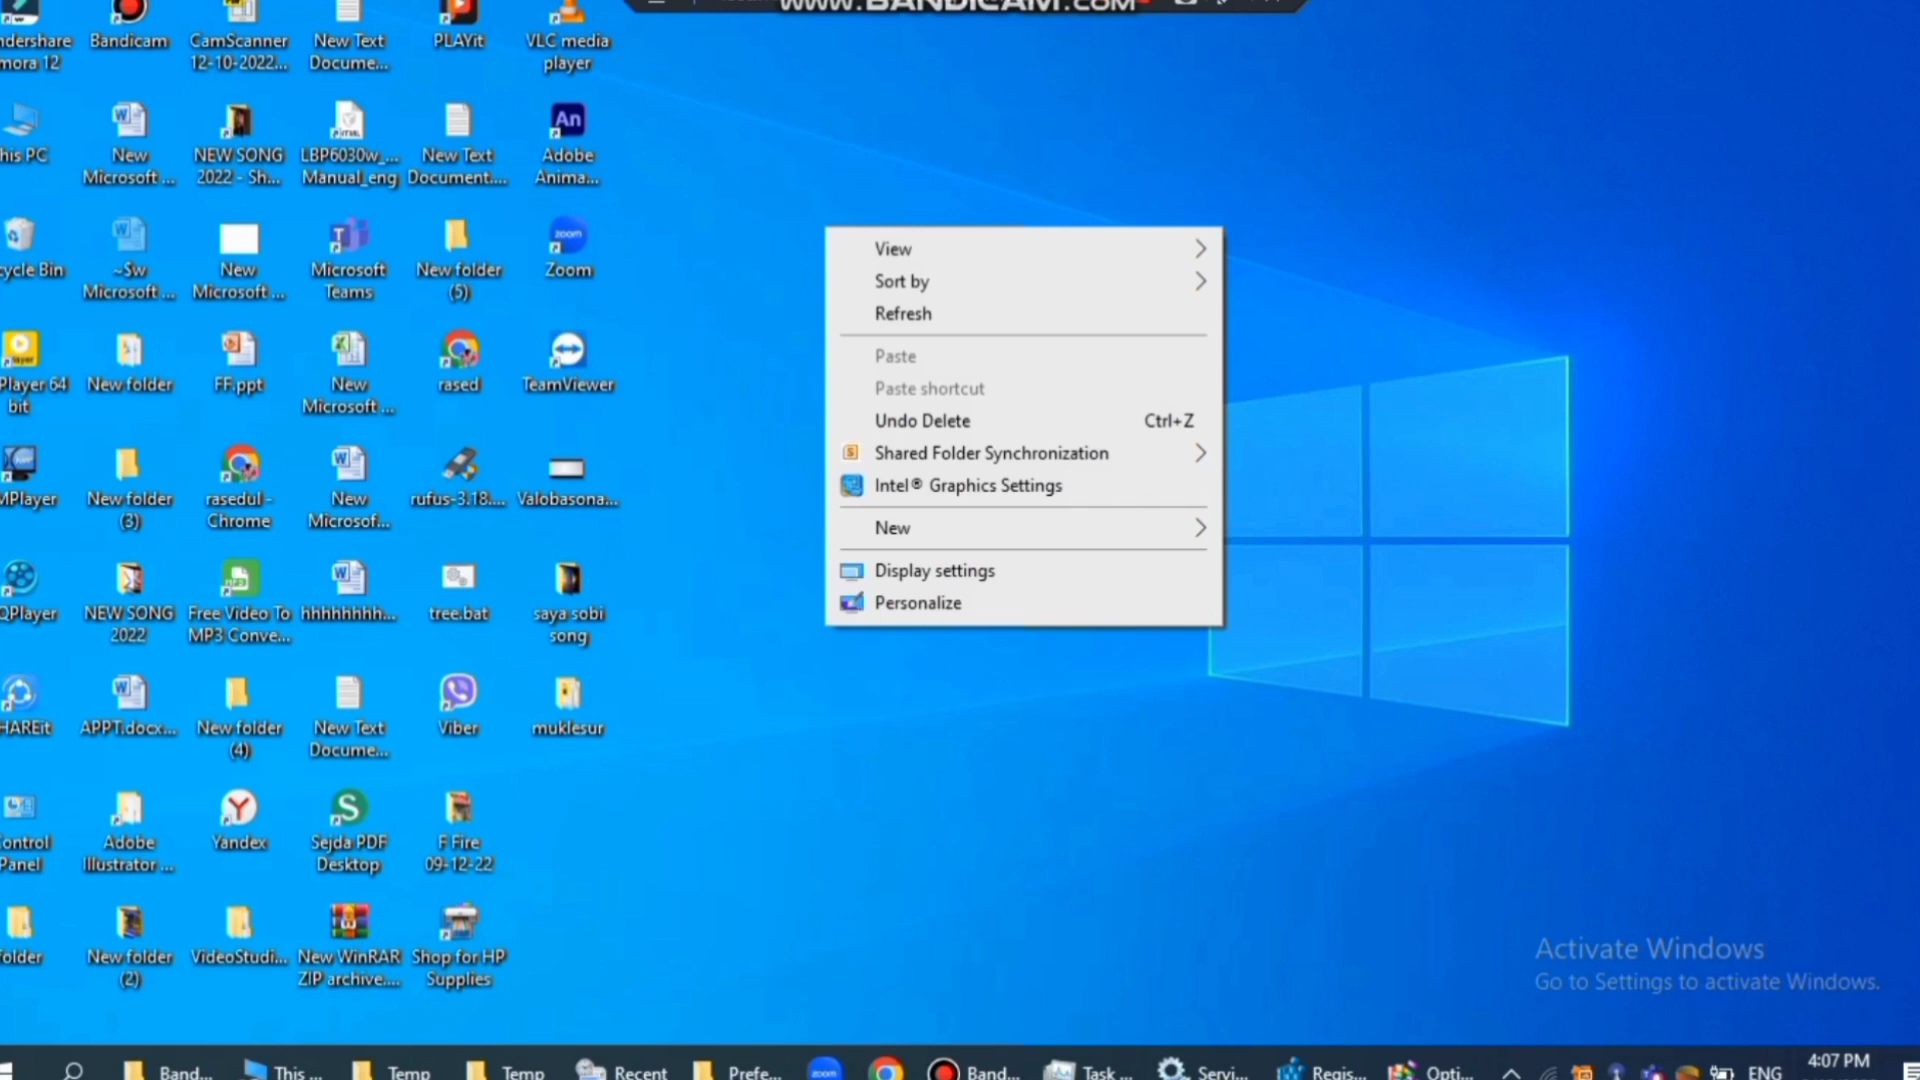 www.BANDICAM.com
dershare
mora 12
Bandicam
CamScanner
12-10-2022...
New Text
Docume...
PLAYit
VLC media
player
his PC
New
Microsoft ...
NEW SONG
2022 - Sh...
LBP6030w_...
Manual_eng
New Text
Document....
Adobe
Anima...
cycle Bin
~$w
Microsoft ...
New
Microsoft ...
Microsoft
Teams
New folder
(5)
Zoom
Player 64
bit
New folder
FF.ppt
New
Microsoft ...
rased
TeamViewer
MPlayer
New folder
(3)
rasedul -
Chrome
New
Microsof...
rufus-3.18....
Valobasona...
QPlayer
NEW SONG
2022
Free Video To
MP3 Conve...
hhhhhhhh...
tree.bat
saya sobi
song
HAREit
APPT.docx...
New folder
(4)
New Text
Docume...
Viber
muklesur
ontrol
Panel
Adobe
Illustrator ...
Yandex
Sejda PDF
Desktop
F Fire
09-12-22
folder
New folder
(2)
VideoStudi...
New WinRAR
ZIP archive....
Shop for HP
Supplies
View
Sort by
Refresh
Paste
Paste shortcut
Undo Delete Ctrl+Z
Shared Folder Synchronization
Intel® Graphics Settings
New
Display settings
Personalize
Activate Windows
Go to Settings to activate Windows.
Band... This ... Temp Temp Recent Prefe... zoom Band... Task ... Servi... Regis... Opti... ENG 4:07 PM